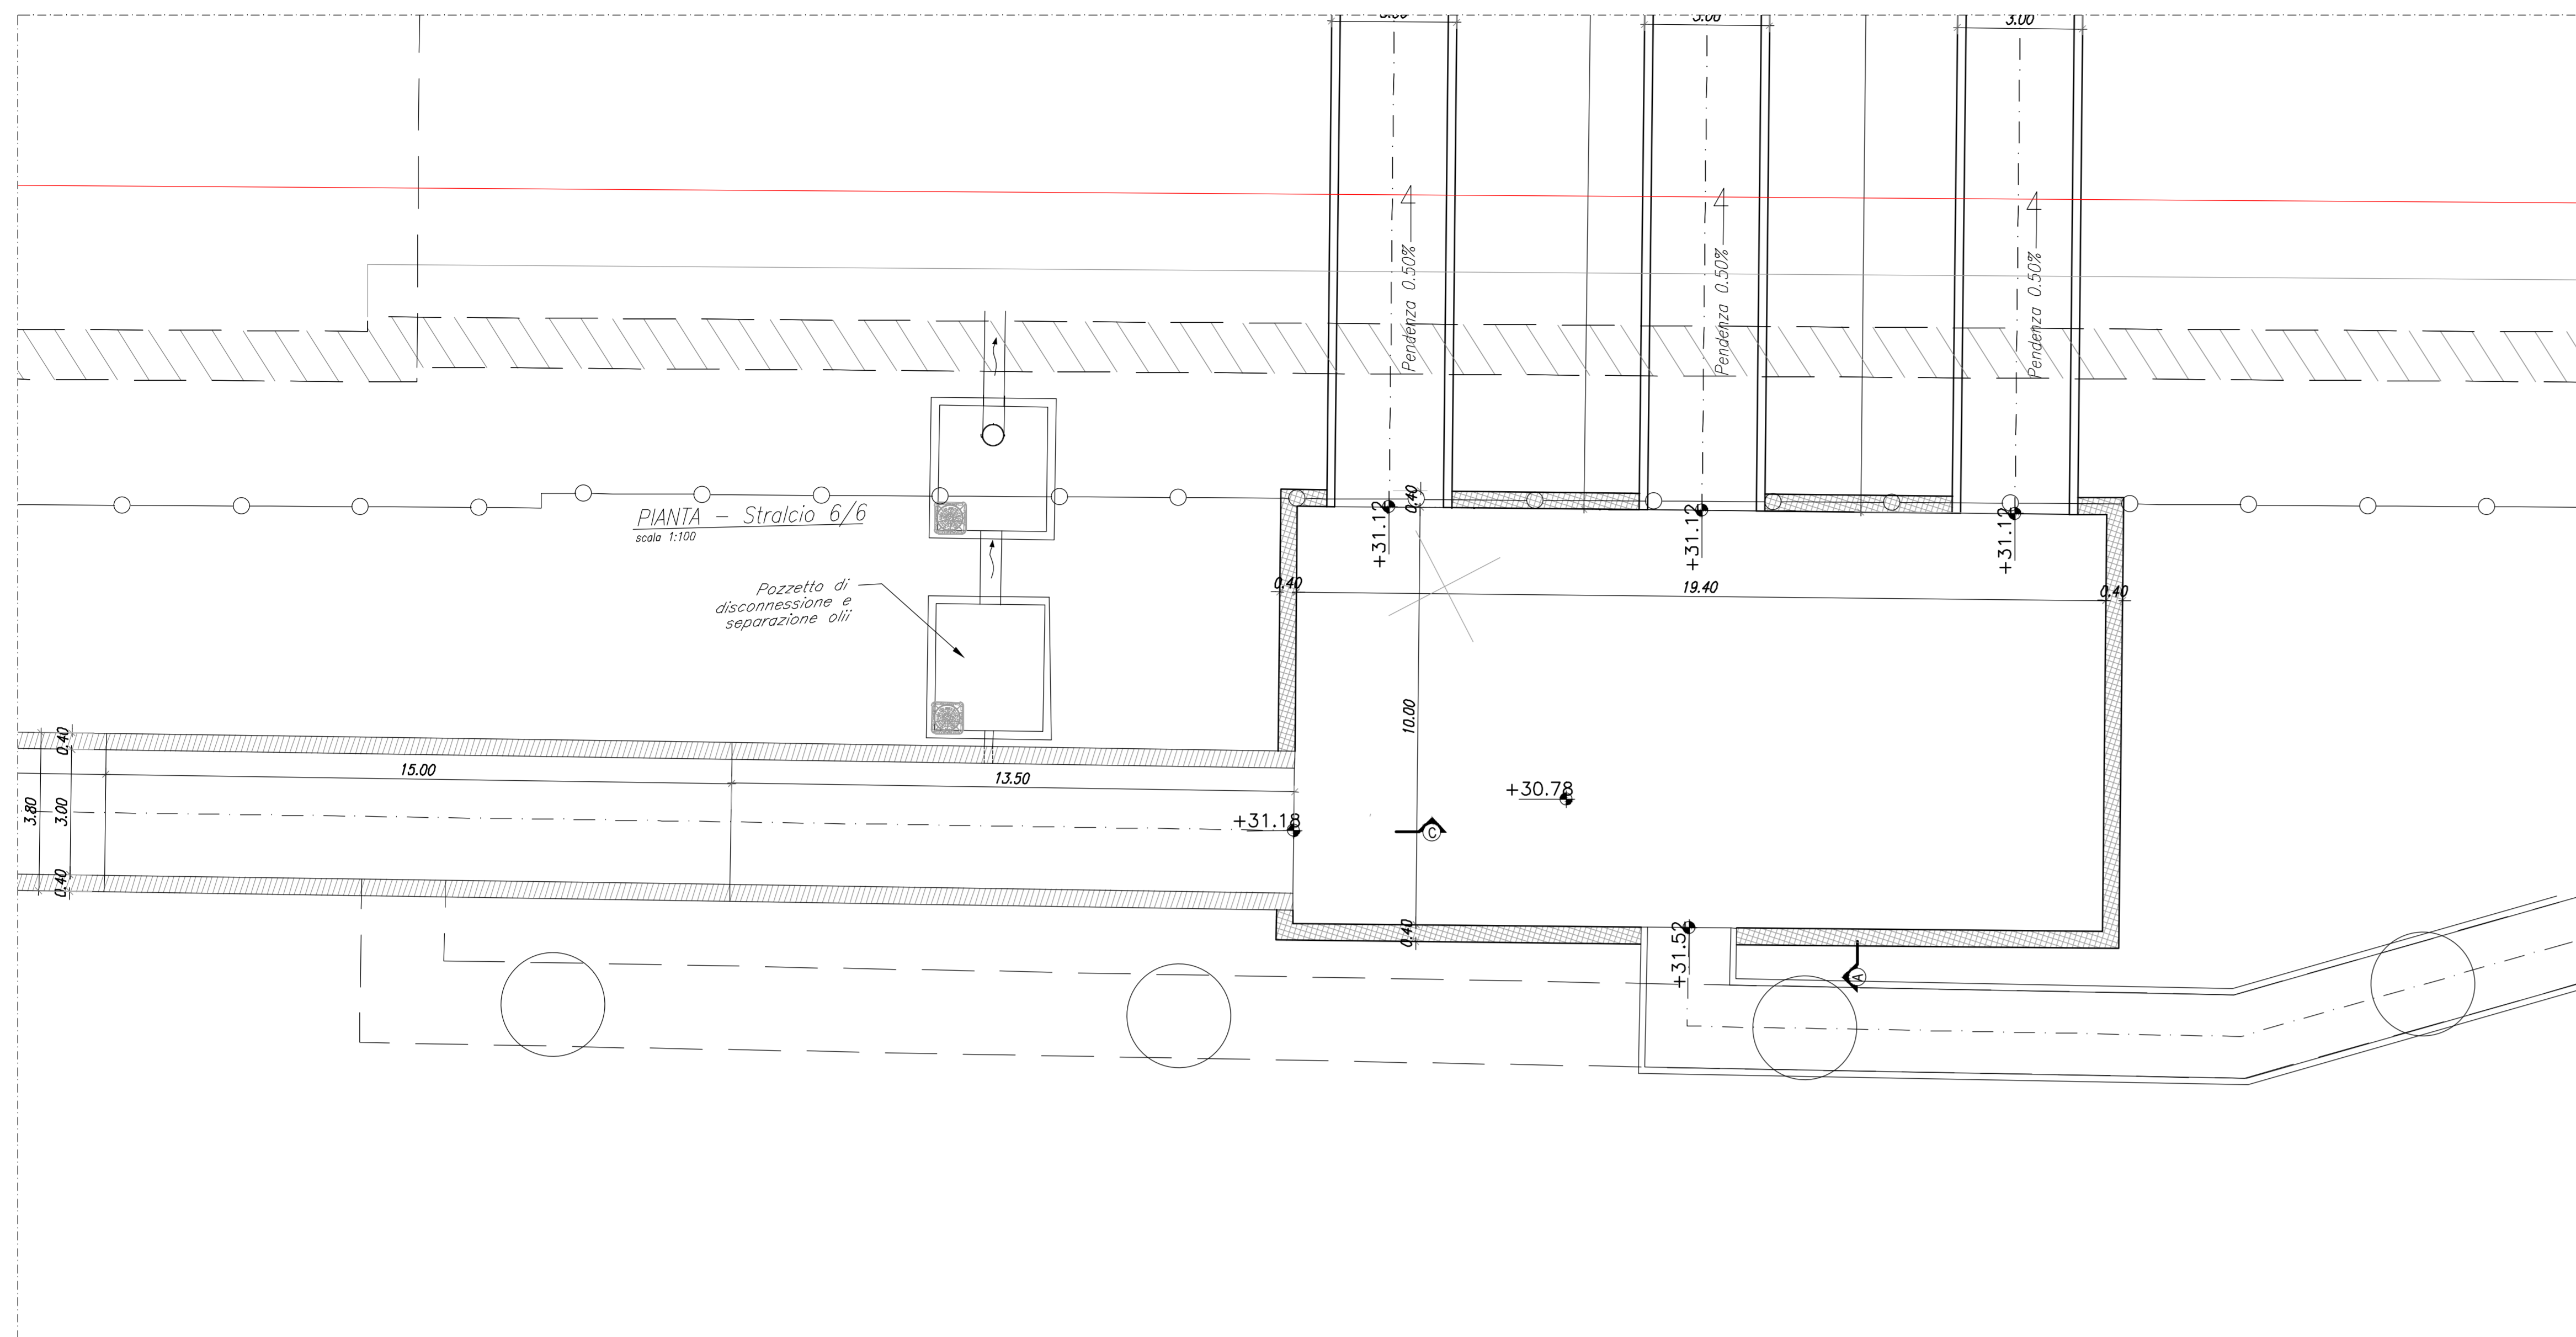 3.00
3.00
3.00
Pendenza 0.50%
Pendenza 0.50%
Pendenza 0.50%
PIANTA – Stralcio 6/6
scala 1:100
Pozzetto di
disconnessione e
separazione olii
0.40
+31.12
+31.12
+31.12
0.40
19.40
0.40
10.00
0.40
15.00
13.50
3.80
3.00
0.40
+31.18
+30.78
C
0.40
+31.52
A